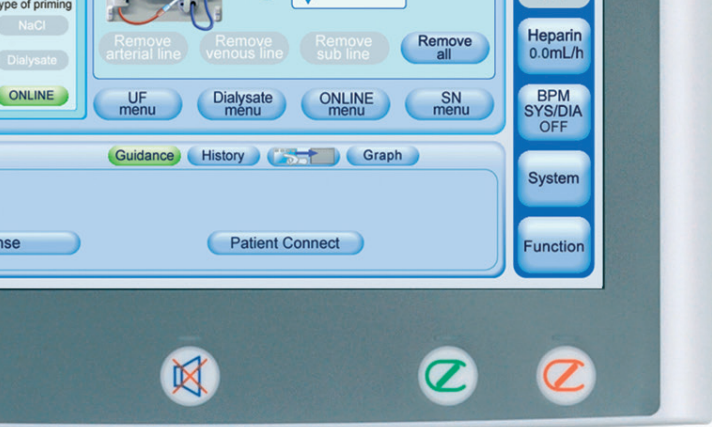 type of priming
NaCl
Dialysate
ONLINE
Remove
arterial line
Remove
venous line
Remove
sub line
Remove
all
UF
menu
Dialysate
menu
ONLINE
menu
SN
menu
Guidance
History
Graph
Patient Connect
Heparin
0.0mL/h
BPM
SYS/DIA
OFF
System
Function